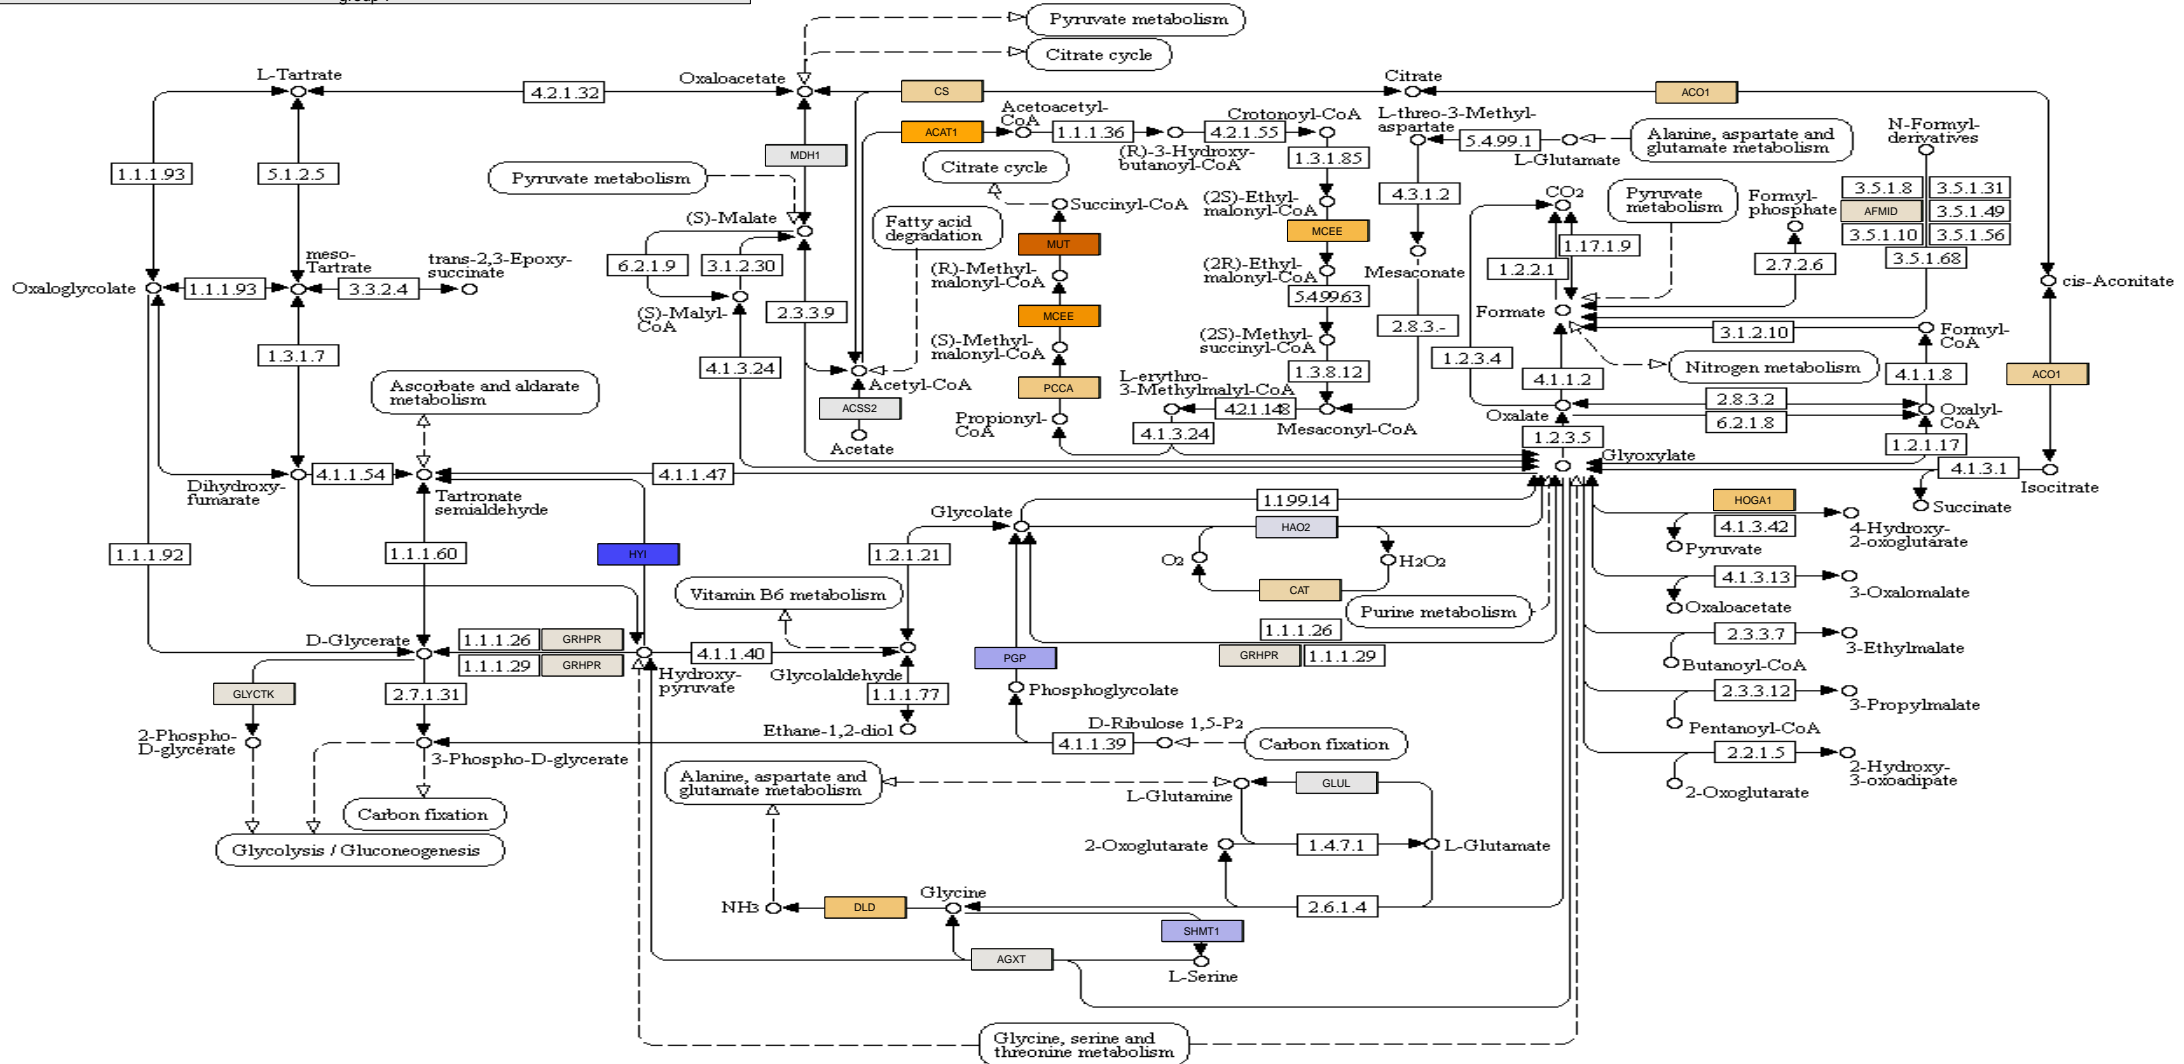 Pyruvate metabolism
Citrate cycle
L-Tartrate
4.2.1.32
Oxaloacetate
CS
Citrate
ACO1
ACAT1
Acetoacetyl-
CoA
1.1.1.36
4.2.1.55
Crotonoyl-CoA
(R)-3-Hydroxy-
butanoyl-CoA
1.3.1.85
L-threo-3-Methyl-
aspartate
5.4.99.1
L-Glutamate
Alanine, aspartate and
glutamate metabolism
N-Formyl-
derivatives
1.1.1.93
5.1.2.5
MDH1
Pyruvate metabolism
Citrate cycle
(S)-Malate
Fatty acid
degradation
Succinyl-CoA
(2S)-Ethyl-
malonyl-CoA
4.3.1.2
CO2
Pyruvate
metabolism
Formyl-
phosphate
3.5.1.8
3.5.1.31
AFMID
3.5.1.49
3.5.1.10
3.5.1.56
3.5.1.68
MUT
MCEE
1.17.1.9
1.2.2.1
2.7.2.6
meso-
Tartrate
trans-2,3-Epoxy-
succinate
6.2.1.9
3.1.2.30
(R)-Methyl-
malonyl-CoA
(2R)-Ethyl-
malonyl-CoA
Mesaconate
Oxaloglycolate
1.1.1.93
3.3.2.4
cis-Aconitate
(S)-Malyl-
CoA
2.3.3.9
MCEE
5.4.99.63
Formate
2.8.3.-
3.1.2.10
Formyl-
CoA
1.3.1.7
4.1.3.24
(S)-Methyl-
malonyl-CoA
(2S)-Methyl-
succinyl-CoA
1.2.3.4
Nitrogen metabolism
Ascorbate and aldarate
metabolism
Acetyl-CoA
PCCA
L-erythro-
3-Methylmalyl-CoA
1.3.8.12
4.1.1.2
4.1.1.8
ACO1
ACSS2
Propionyl-
CoA
4.2.1.148
Mesaconyl-CoA
Oxalate
2.8.3.2
6.2.1.8
Oxalyl-
CoA
Acetate
4.1.3.24
1.2.3.5
1.2.1.17
Glyoxylate
4.1.3.1
Isocitrate
Succinate
Dihydroxy-
fumarate
4.1.1.54
Tartronate
semialdehyde
4.1.1.47
Glycolate
1.1.99.14
HAO2
HOGA1
4.1.3.42
4-Hydroxy-
2-oxoglutarate
Pyruvate
1.1.1.92
1.1.1.60
HYI
1.2.1.21
O2
H2O2
CAT
4.1.3.13
3-Oxalomalate
Oxaloacetate
Vitamin B6 metabolism
Purine metabolism
1.1.1.26
GRHPR
1.1.1.29
D-Glycerate
1.1.1.26
GRHPR
1.1.1.29
GRHPR
4.1.1.40
PGP
2.3.3.7
3-Ethylmalate
Butanoyl-CoA
Hydroxy-
pyruvate
Glycolaldehyde
GLYCTK
2.7.1.31
1.1.1.77
Phosphoglycolate
2.3.3.12
3-Propylmalate
Pentanoyl-CoA
2-Phospho-
D-glycerate
3-Phospho-D-glycerate
Ethane-1,2-diol
D-Ribulose 1,5-P2
4.1.1.39
Carbon fixation
2.2.1.5
2-Hydroxy-
3-oxoadipate
2-Oxoglutarate
Carbon fixation
Glycolysis / Gluconeogenesis
Alanine, aspartate and
glutamate metabolism
L-Glutamine
GLUL
2-Oxoglutarate
1.4.7.1
L-Glutamate
NH3
DLD
Glycine
2.6.1.4
SHMT1
AGXT
L-Serine
Glycine, serine and
threonine metabolism